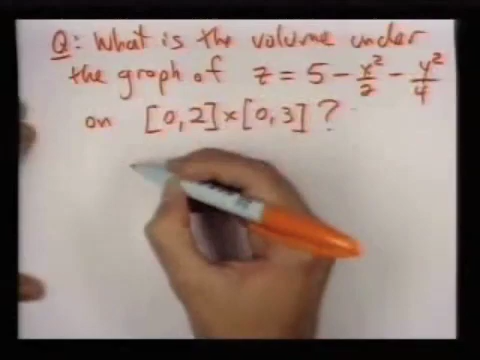 Q: What is the volume under
the graph of z = 5 - x²/2 - y²/4
on [0,2]×[0,3]?